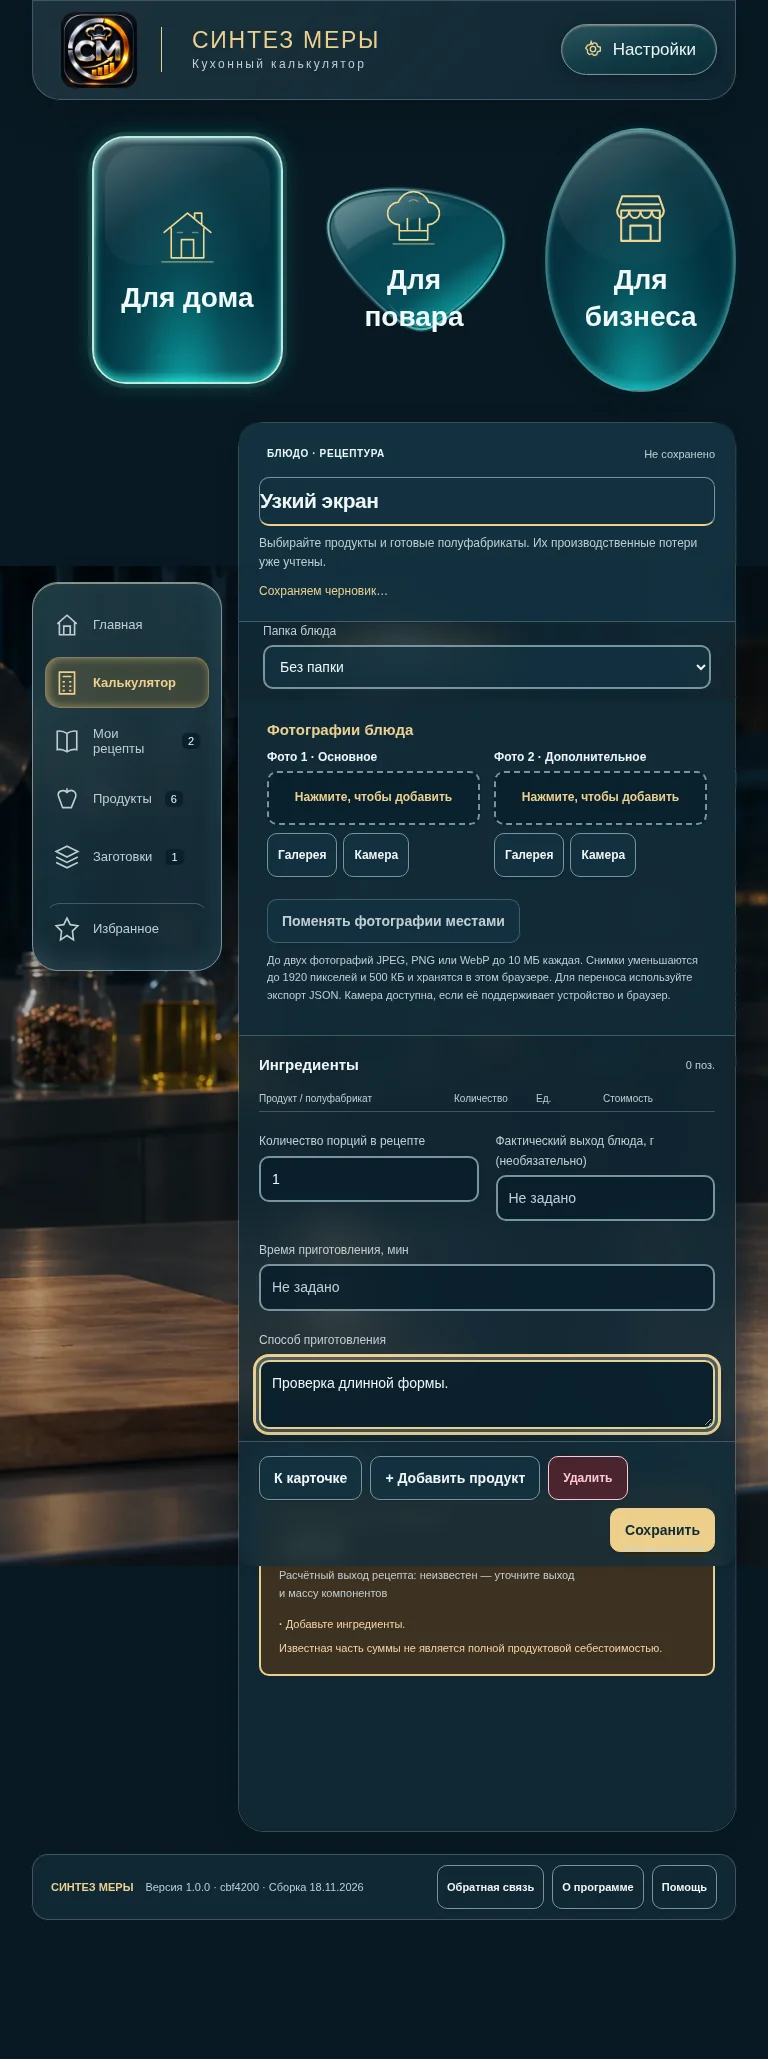 СМ
СИНТЕЗ МЕРЫ
Кухонный калькулятор
Настройки
Для дома
Для
повара
Для
бизнеса
БЛЮДО · РЕЦЕПТУРА
Не сохранено
Узкий экран
Выбирайте продукты и готовые полуфабрикаты. Их производственные потери
уже учтены.
Сохраняем черновик…
Главная
Калькулятор
Мои
рецепты
2
Продукты
6
Заготовки
1
Избранное
Папка блюда
Без папки
Фотографии блюда
Фото 1 · Основное
Фото 2 · Дополнительное
Нажмите, чтобы добавить
Нажмите, чтобы добавить
Галерея
Камера
Галерея
Камера
Поменять фотографии местами
До двух фотографий JPEG, PNG или WebP до 10 МБ каждая. Снимки уменьшаются
до 1920 пикселей и 500 КБ и хранятся в этом браузере. Для переноса используйте
экспорт JSON. Камера доступна, если её поддерживает устройство и браузер.
Ингредиенты
0 поз.
Продукт / полуфабрикат
Количество
Ед.
Стоимость
Количество порций в рецепте
Фактический выход блюда, г
(необязательно)
1
Не задано
Время приготовления, мин
Не задано
Способ приготовления
Проверка длинной формы.
К карточке
+ Добавить продукт
Удалить
Сохранить
Расчётный выход рецепта: неизвестен — уточните выход
и массу компонентов
· Добавьте ингредиенты.
Известная часть суммы не является полной продуктовой себестоимостью.
СИНТЕЗ МЕРЫ
Версия 1.0.0 · cbf4200 · Сборка 18.11.2026
Обратная связь
О программе
Помощь